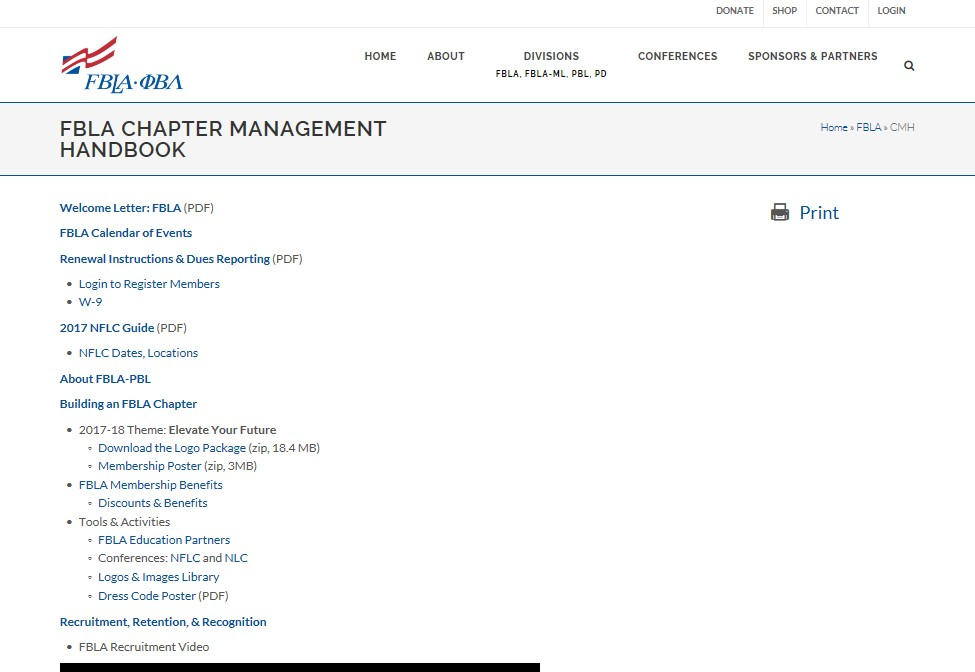 DONATE SHOP CONTACT LOGIN
FBLA·ΦBA
HOME ABOUT DIVISIONS CONFERENCES SPONSORS & PARTNERS
FBLA, FBLA-ML, PBL, PD
FBLA CHAPTER MANAGEMENT
HANDBOOK
Home » FBLA » CMH
Welcome Letter: FBLA (PDF)
Print
FBLA Calendar of Events
Renewal Instructions & Dues Reporting (PDF)
• Login to Register Members
• W-9
2017 NFLC Guide (PDF)
• NFLC Dates, Locations
About FBLA-PBL
Building an FBLA Chapter
• 2017-18 Theme: Elevate Your Future
◦ Download the Logo Package (zip, 18.4 MB)
◦ Membership Poster (zip, 3MB)
• FBLA Membership Benefits
◦ Discounts & Benefits
• Tools & Activities
◦ FBLA Education Partners
◦ Conferences: NFLC and NLC
◦ Logos & Images Library
◦ Dress Code Poster (PDF)
Recruitment, Retention, & Recognition
• FBLA Recruitment Video